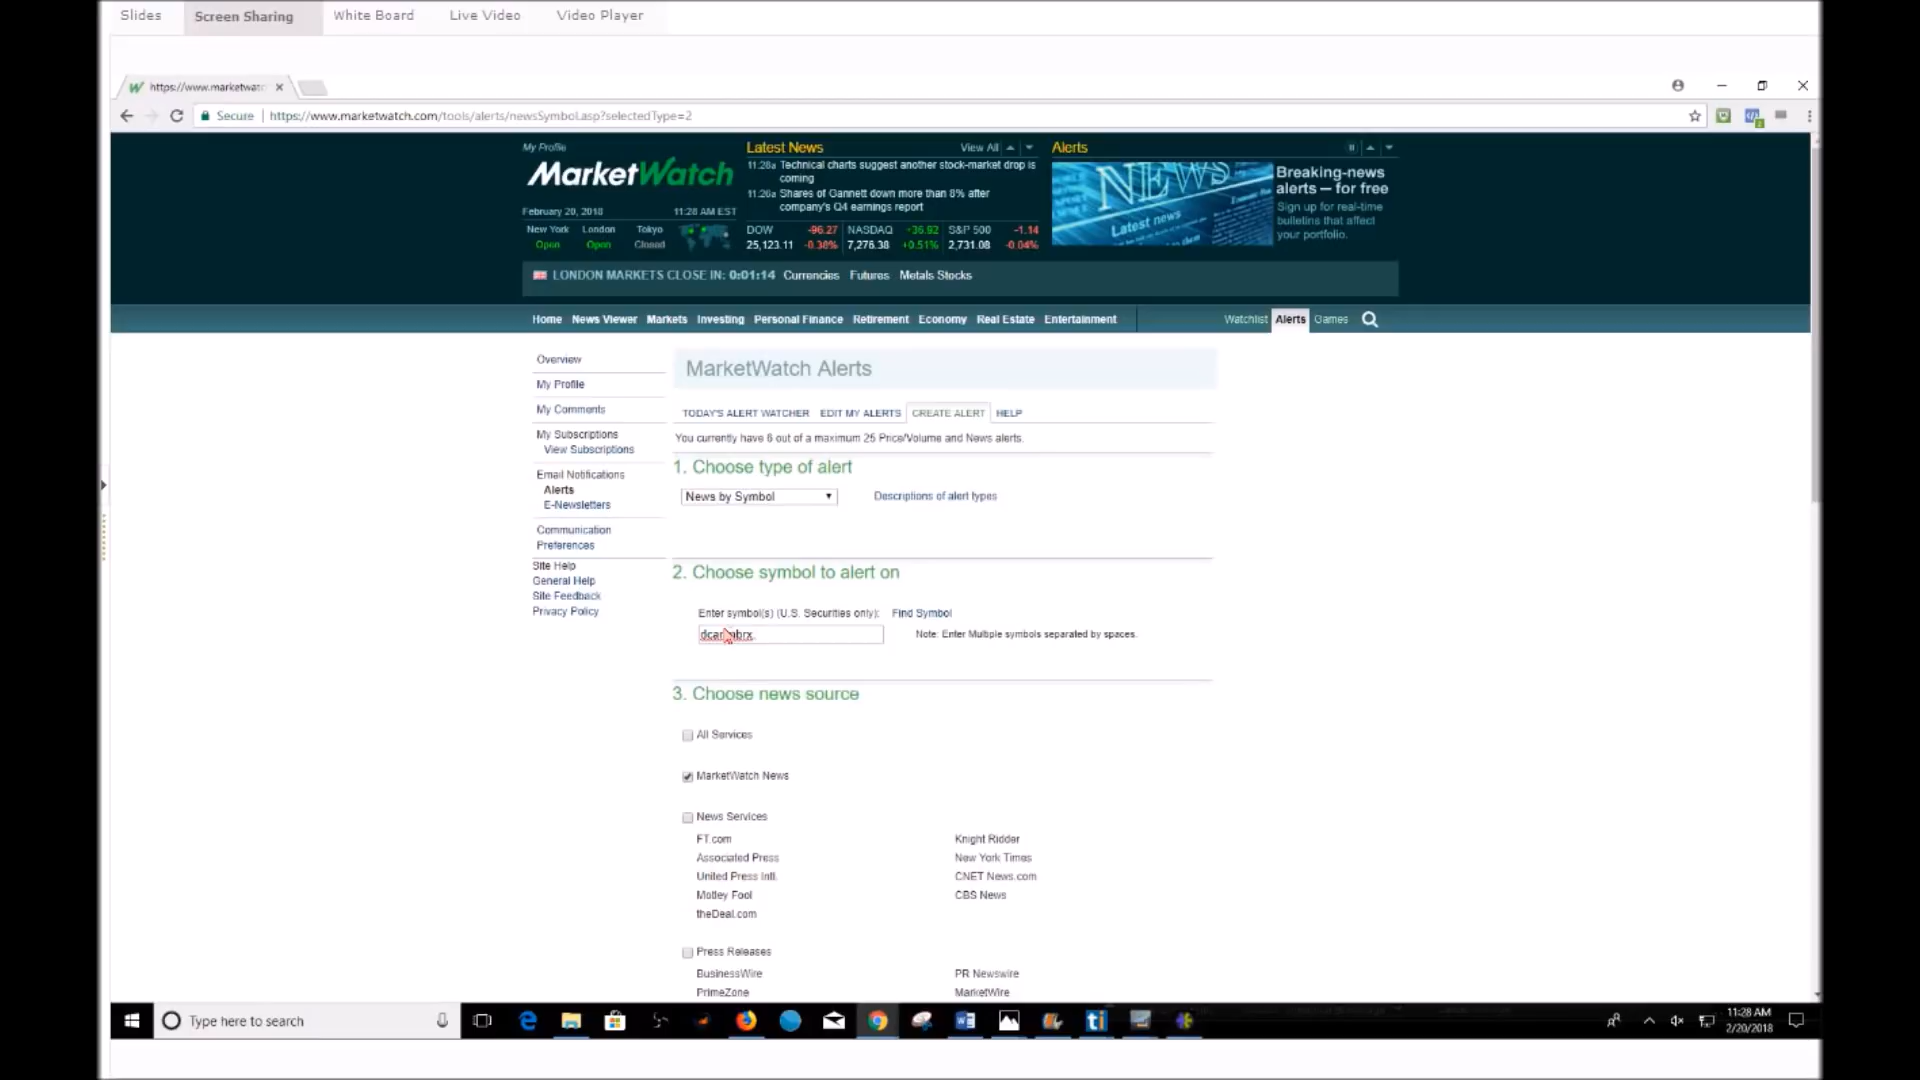 Slides Screen Sharing White Board Live Video Video Player
https://www.marketwatc
Secure https://www.marketwatch.com/tools/alerts/newsSymbol.asp?selectedType=2
My Profile
MarketWatch
February 20, 2018 11:28 AM EST
New York London Tokyo
Open Open Closed
Latest News View All
11:28a Technical charts suggest another stock-market drop is
coming
11:26a Shares of Gannett down more than 8% after
company's Q4 earnings report
DOW -96.27 NASDAQ +36.92 S&P 500 -1.14
25,123.11 -0.38% 7,276.38 +0.51% 2,731.08 -0.04%
Alerts
NEWS
Latest news
Breaking-news
alerts — for free
Sign up for real-time
bulletins that affect
your portfolio.
LONDON MARKETS CLOSE IN: 0:01:14 Currencies Futures Metals Stocks
Home News Viewer Markets Investing Personal Finance Retirement Economy Real Estate Entertainment Watchlist Alerts Games
Overview
My Profile
My Comments
My Subscriptions
View Subscriptions
Email Notifications
Alerts
E-Newsletters
Communication
Preferences
Site Help
General Help
Site Feedback
Privacy Policy
MarketWatch Alerts
TODAY'S ALERT WATCHER EDIT MY ALERTS CREATE ALERT HELP
You currently have 6 out of a maximum 25 Price/Volume and News alerts.
1. Choose type of alert
News by Symbol Descriptions of alert types
2. Choose symbol to alert on
Enter symbol(s) (U.S. Securities only): Find Symbol
Note: Enter Multiple symbols separated by spaces.
3. Choose news source
All Services
MarketWatch News
News Services
FT.com Knight Ridder
Associated Press New York Times
United Press Intl. CNET News.com
Motley Fool CBS News
theDeal.com
Press Releases
BusinessWire PR Newswire
PrimeZone MarketWire
Type here to search
11:28 AM
2/20/2018